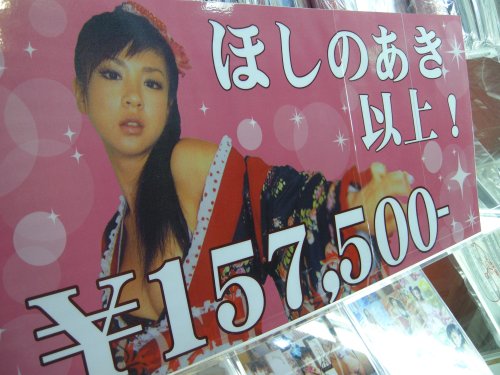 ほしのあき
以上！
¥157,500-